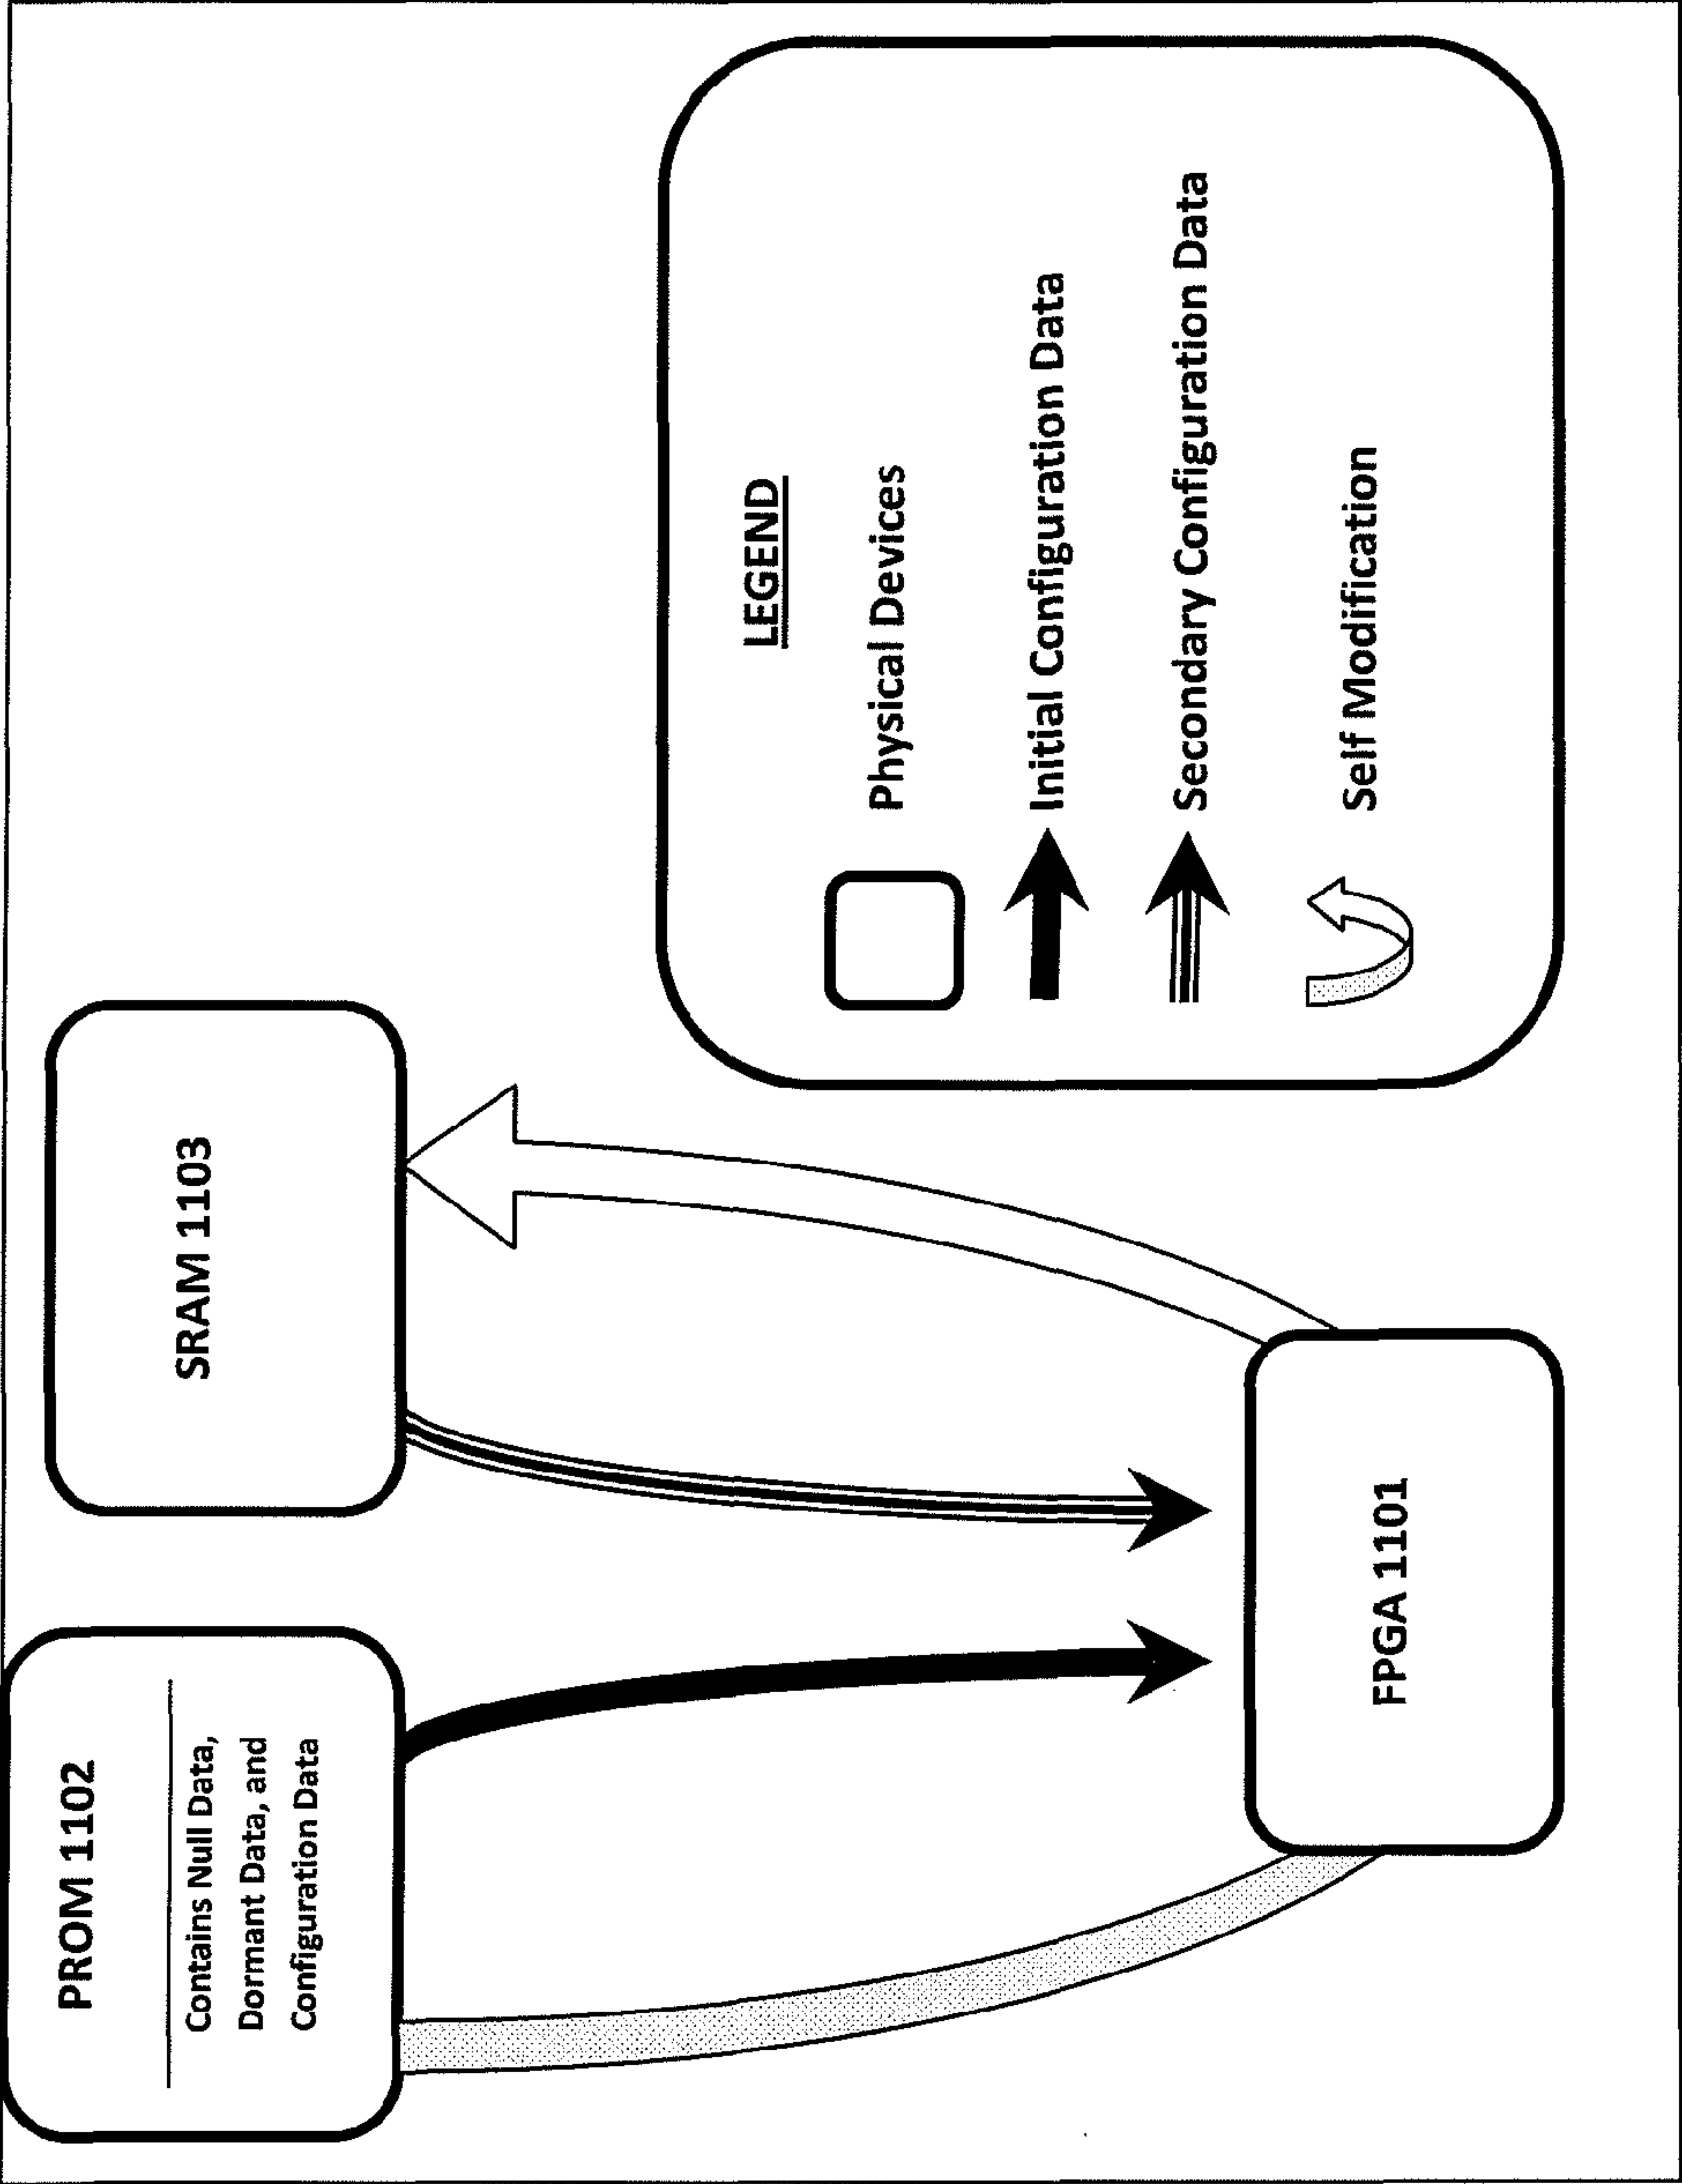 PROM 1102
Contains Null Data,
Dormant Data, and
Configuration Data
SRAM 1103
FPGA 1101
LEGEND
Physical Devices
Initial Configuration Data
Secondary Configuration Data
Self Modification